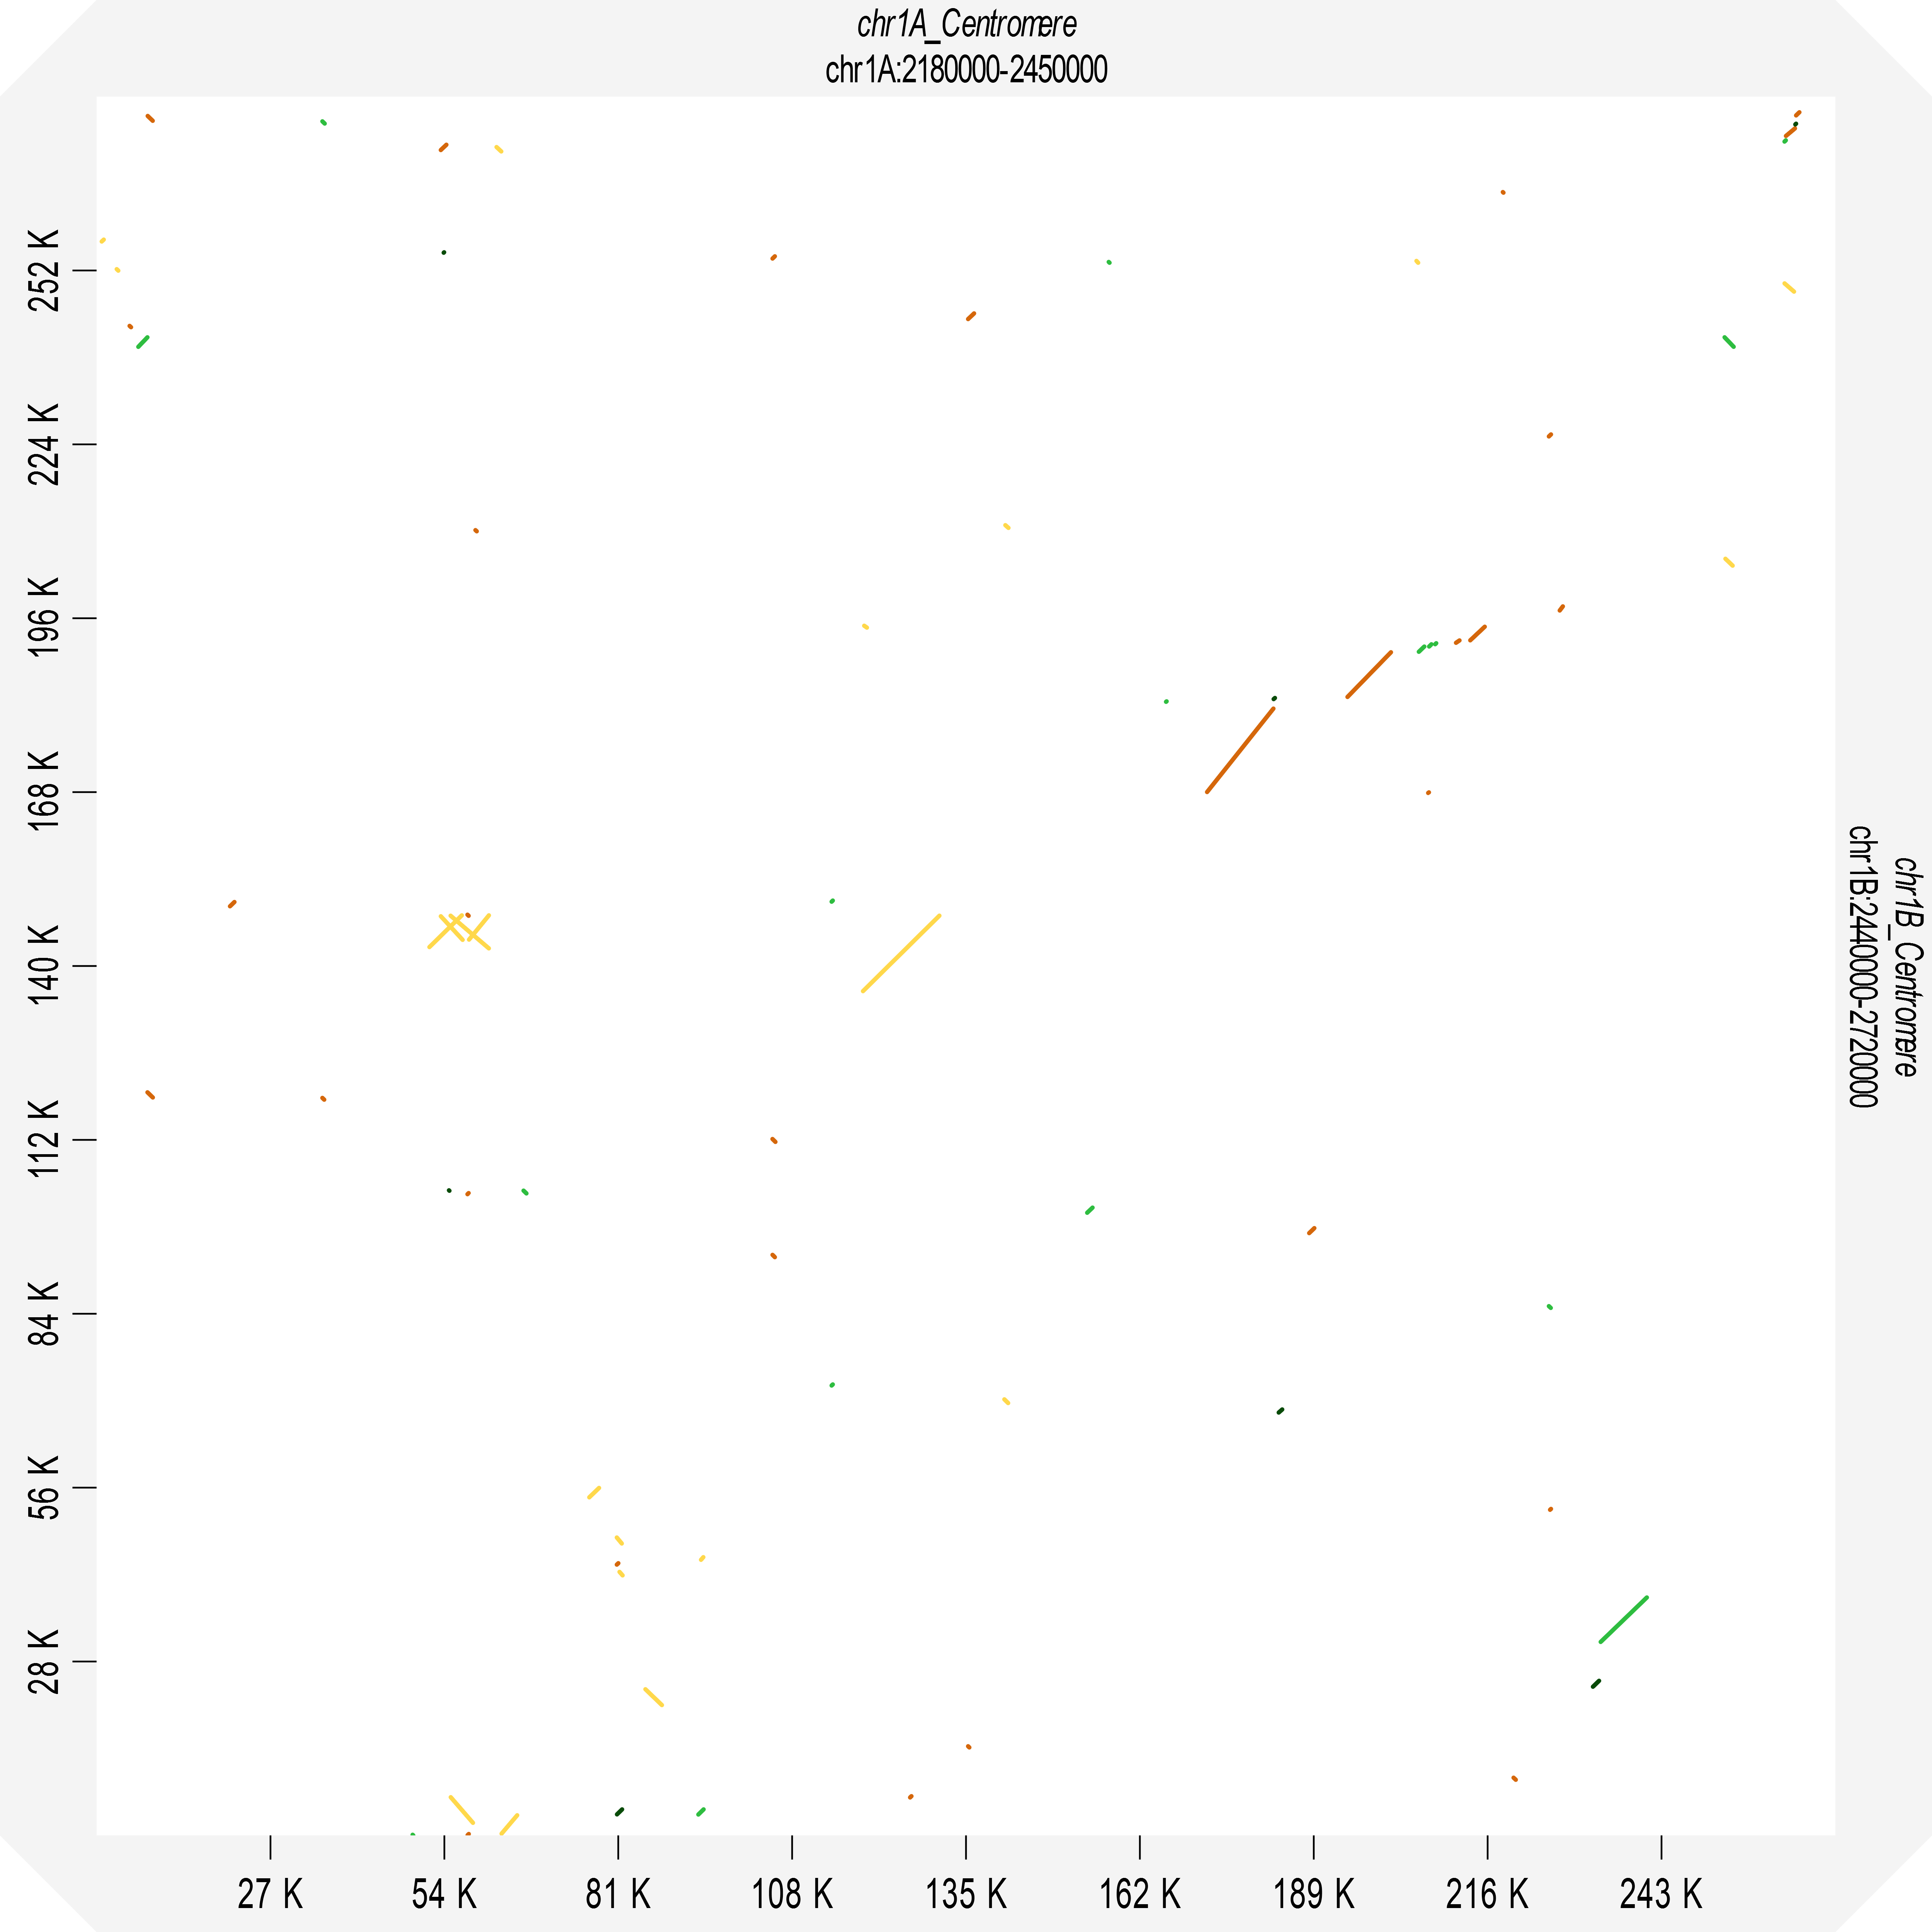 chr1A_Centromere
chr1A:2180000-2450000
252 K
224 K
196 K
168 K
140 K
112 K
84 K
56 K
28 K
chr1B_Centromere
chr1B:2440000-2720000
27 K
54 K
81 K
108 K
135 K
162 K
189 K
216 K
243 K